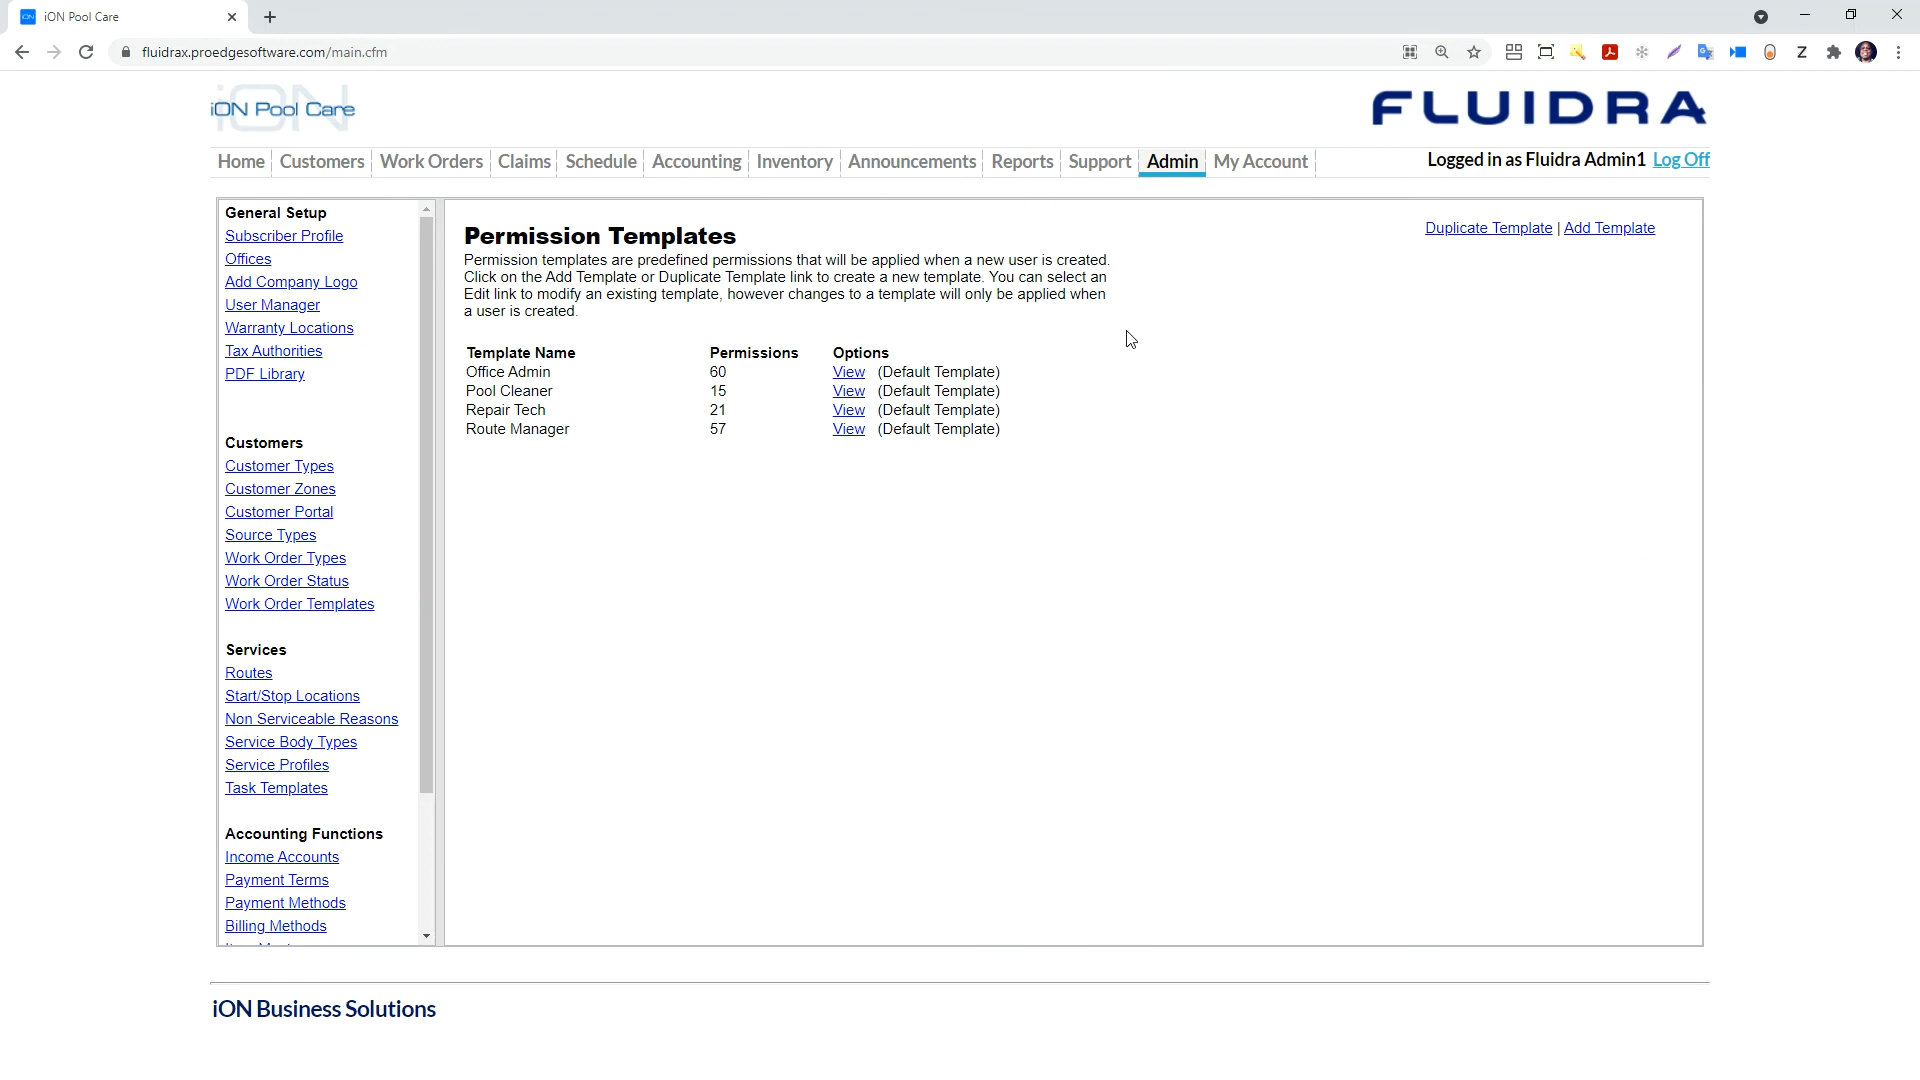 iON Pool Care
fluidrax.proedgesoftware.com/main.cfm
iON Pool Care
FLUIDRA
Home Customers Work Orders Claims Schedule Accounting Inventory Announcements Reports Support Admin My Account
Logged in as Fluidra Admin1 Log Off
General Setup
Subscriber Profile
Offices
Add Company Logo
User Manager
Warranty Locations
Tax Authorities
PDF Library
Customers
Customer Types
Customer Zones
Customer Portal
Source Types
Work Order Types
Work Order Status
Work Order Templates
Services
Routes
Start/Stop Locations
Non Serviceable Reasons
Service Body Types
Service Profiles
Task Templates
Accounting Functions
Income Accounts
Payment Terms
Payment Methods
Billing Methods
Permission Templates
Duplicate Template | Add Template
Permission templates are predefined permissions that will be applied when a new user is created.
Click on the Add Template or Duplicate Template link to create a new template. You can select an
Edit link to modify an existing template, however changes to a template will only be applied when
a user is created.
Template Name Permissions Options
Office Admin 60 View (Default Template)
Pool Cleaner 15 View (Default Template)
Repair Tech 21 View (Default Template)
Route Manager 57 View (Default Template)
iON Business Solutions